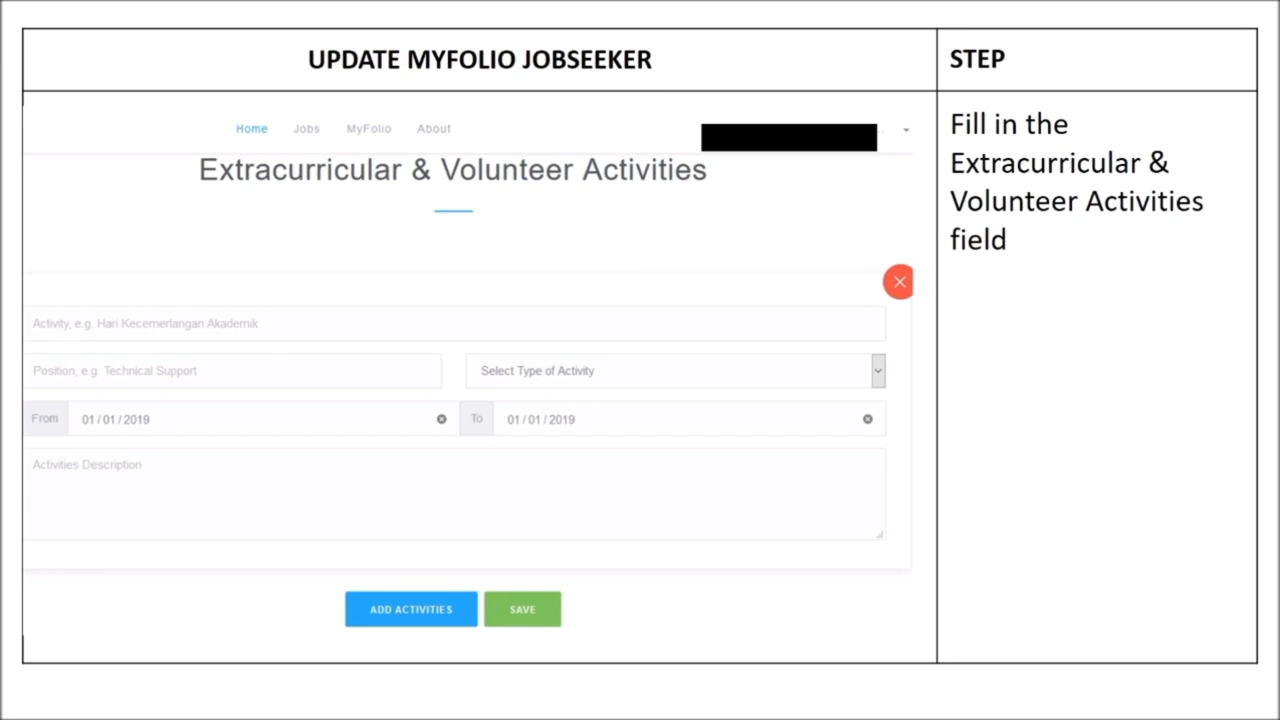 UPDATE MYFOLIO JOBSEEKER
STEP
Home Jobs MyFolio About
Extracurricular & Volunteer Activities
Activity, e.g. Hari Kecemerlangan Akademik
Position, e.g. Technical Support
Select Type of Activity
From 01/01/2019 To 01/01/2019
Activities Description
ADD ACTIVITIES SAVE
Fill in the
Extracurricular &
Volunteer Activities
field